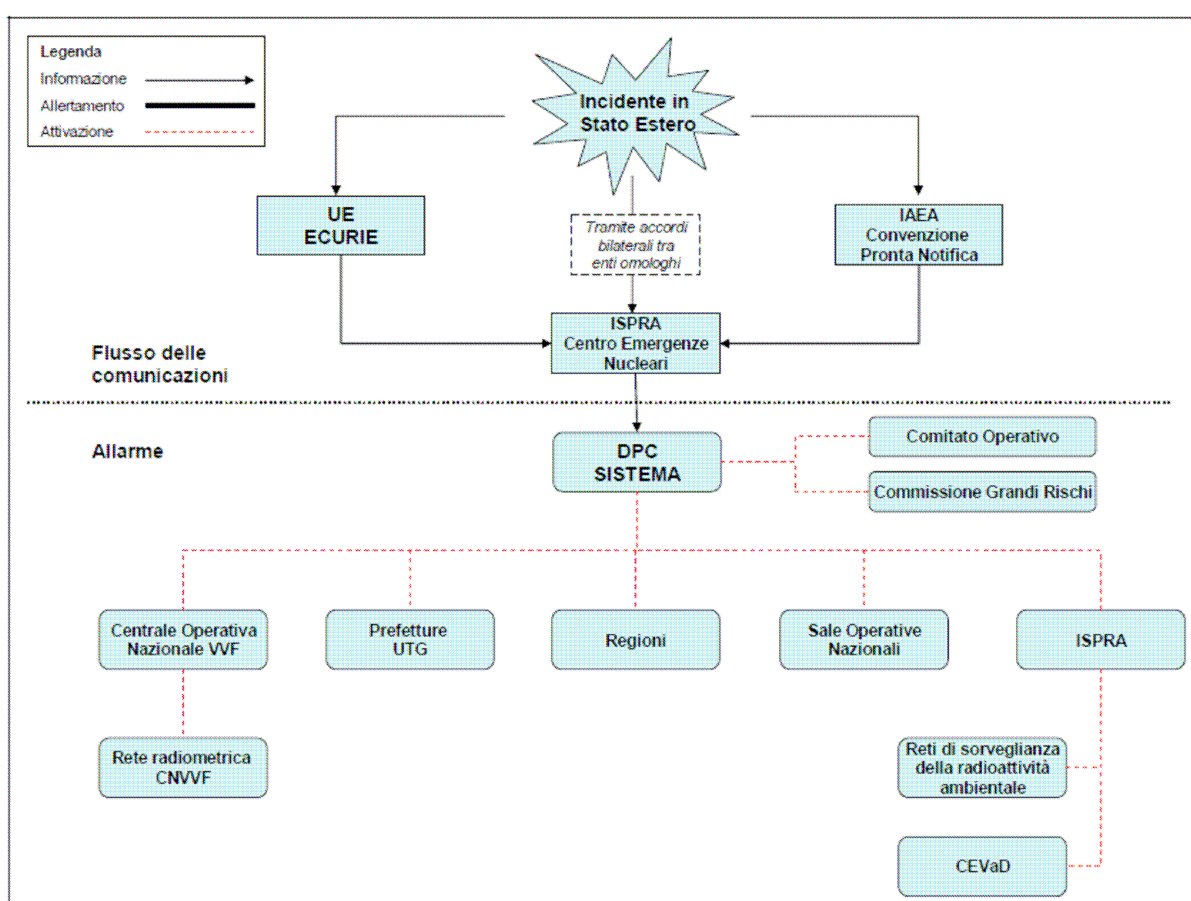 Legenda
Informazione
Allertamento
Attivazione
Incidente in
Stato Estero
UE
ECURIE
Tramite accordi
bilaterali tra
enti omologhi
IAEA
Convenzione
Pronta Notifica
ISPRA
Centro Emergenze
Nucleari
Flusso delle
comunicazioni
Allarme
DPC
SISTEMA
Comitato Operativo
Commissione Grandi Rischi
Centrale Operativa
Nazionale VVF
Prefetture
UTG
Regioni
Sale Operative
Nazionali
ISPRA
Rete radiometrica
CNVVF
Reti di sorveglianza
della radioattività
ambientale
CEVaD